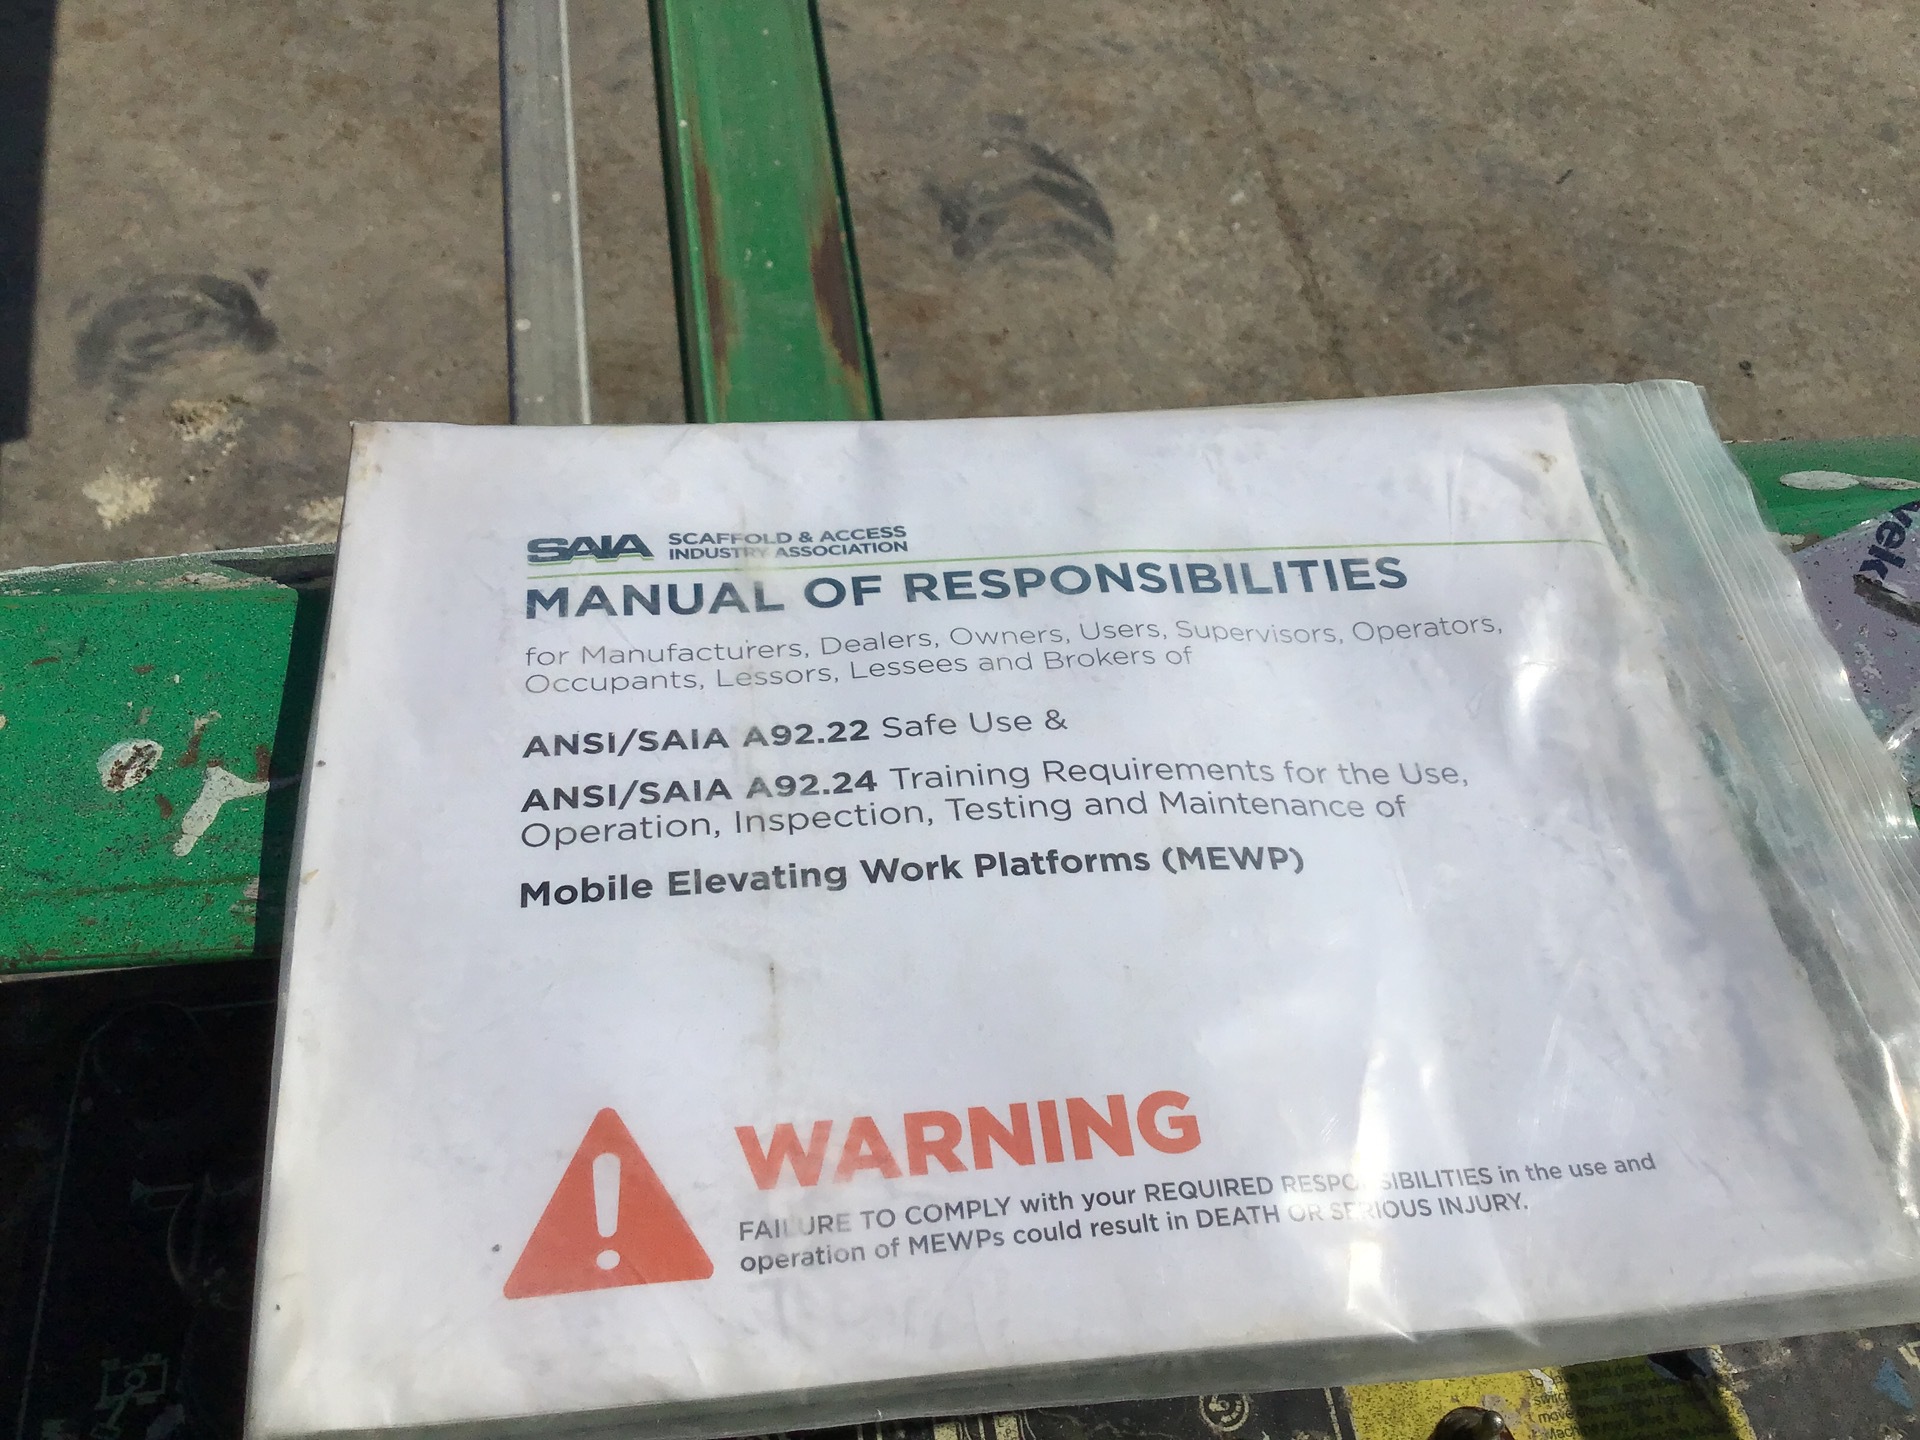 SAIA SCAFFOLD & ACCESS
INDUSTRY ASSOCIATION
MANUAL OF RESPONSIBILITIES
for Manufacturers, Dealers, Owners, Users, Supervisors, Operators,
Occupants, Lessors, Lessees and Brokers of
ANSI/SAIA A92.22 Safe Use &
ANSI/SAIA A92.24 Training Requirements for the Use,
Operation, Inspection, Testing and Maintenance of
Mobile Elevating Work Platforms (MEWP)
WARNING
FAILURE TO COMPLY with your REQUIRED RESPONSIBILITIES in the use and
operation of MEWPs could result in DEATH OR SERIOUS INJURY.